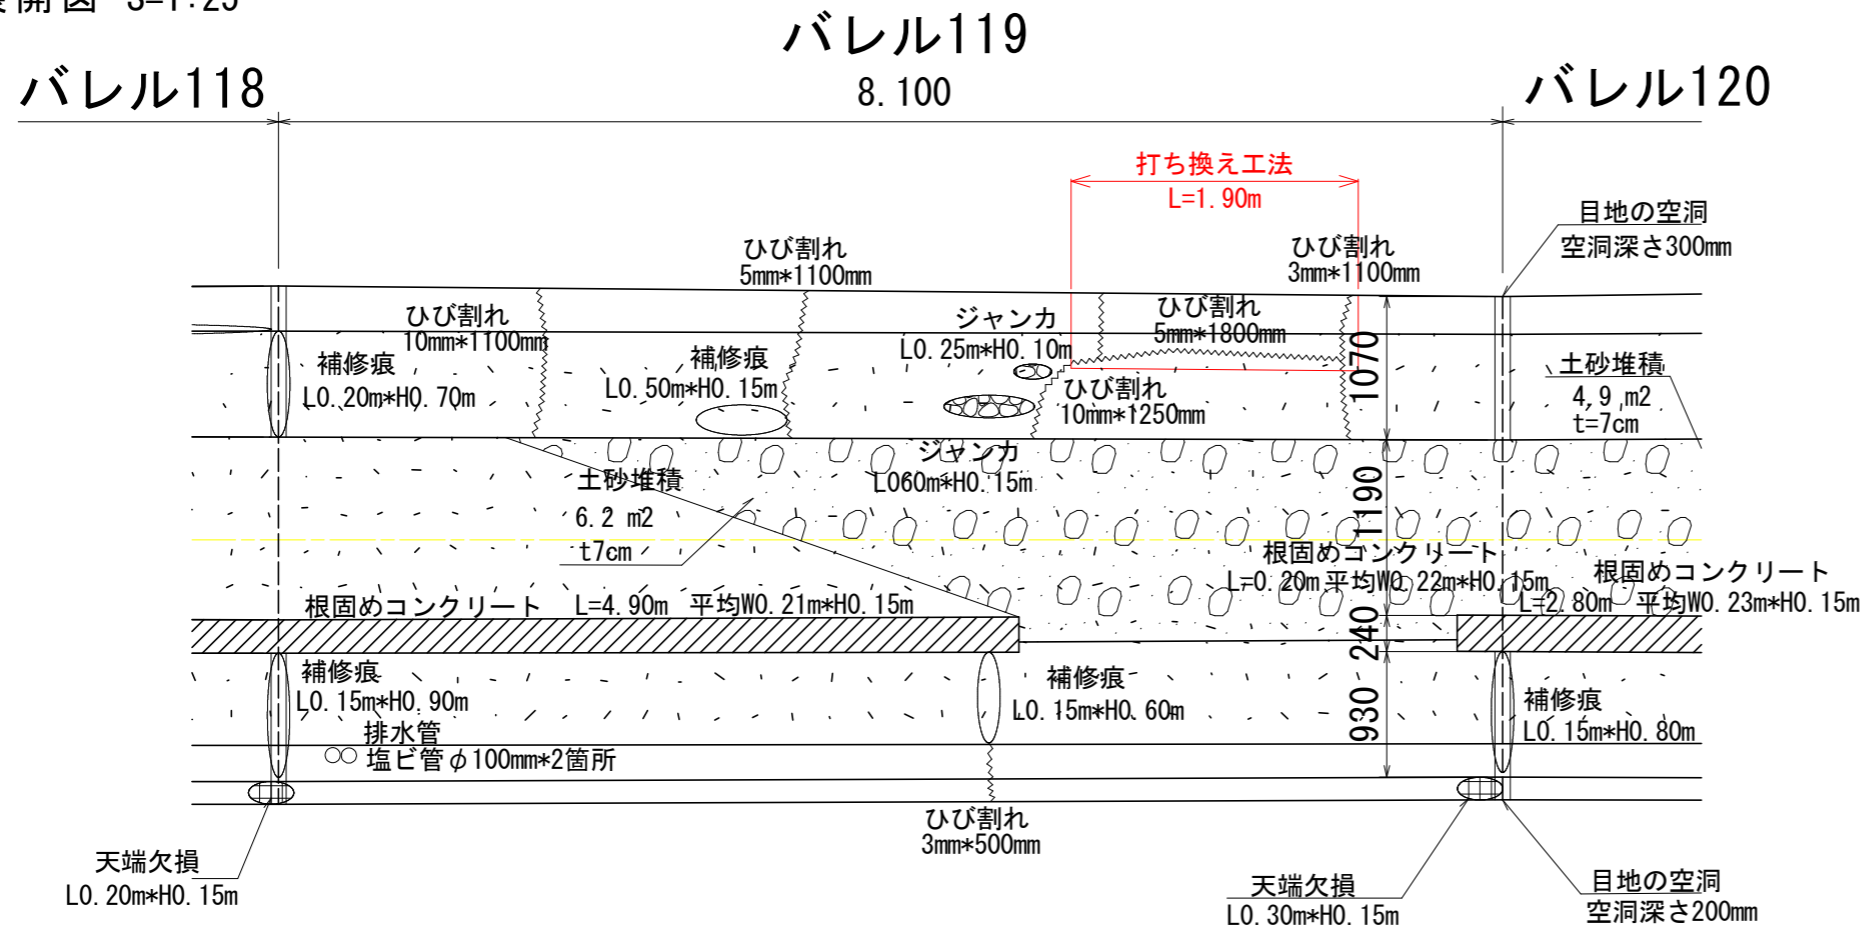 開図 S=1:25
バレル119
バレル118
8.100
バレル120
打ち換え工法
L=1.90m
目地の空洞
空洞深さ300mm
ひび割れ
5mm*1100mm
ひび割れ
3mm*1100mm
ひび割れ
10mm*1100mm
ジャンカ
L0.25m*H0.10m
ひび割れ
5mm*1800mm
補修痕
L0.20m*H0.70m
補修痕
L0.50m*H0.15m
ひび割れ
10mm*1250mm
1070
土砂堆積
4.9 m2
t=7cm
ジャンカ
L060m*H0.15m
土砂堆積
6.2 m2
t7cm
1190
根固めコンクリート
L=0.20m 平均W0.22m*H0.15m
根固めコンクリート
L=2.80m 平均W0.23m*H0.15m
根固めコンクリート L=4.90m 平均W0.21m*H0.15m
240
補修痕
L0.15m*H0.90m
補修痕
L0.15m*H0.60m
930
補修痕
L0.15m*H0.80m
排水管
塩ビ管φ100mm*2箇所
ひび割れ
3mm*500mm
天端欠損
L0.20m*H0.15m
天端欠損
L0.30m*H0.15m
目地の空洞
空洞深さ200mm